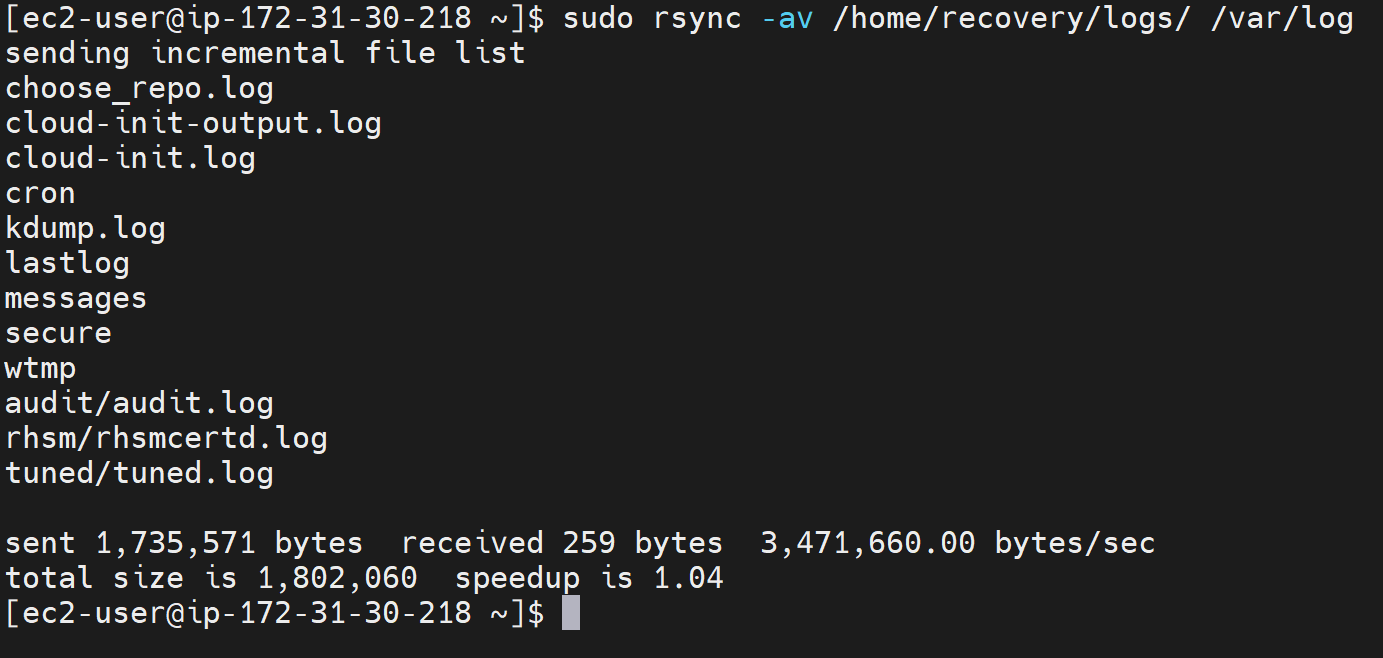 [ec2-user@ip-172-31-30-218 ~]$ sudo rsync -av /home/recovery/logs/ /var/log
sending incremental file list
choose_repo.log
cloud-init-output.log
cloud-init.log
cron
kdump.log
lastlog
messages
secure
wtmp
audit/audit.log
rhsm/rhsmcertd.log
tuned/tuned.log

sent 1,735,571 bytes  received 259 bytes  3,471,660.00 bytes/sec
total size is 1,802,060  speedup is 1.04
[ec2-user@ip-172-31-30-218 ~]$